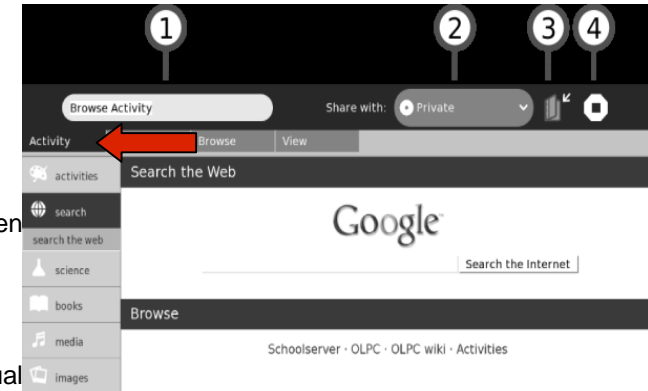 1 2 3 4
Browse Activity Share with: Private
Activity Browse View
activities Search the Web
search Google
en
search the web
Search the Internet
science
books Browse
media Schoolserver · OLPC · OLPC wiki · Activities
ual images